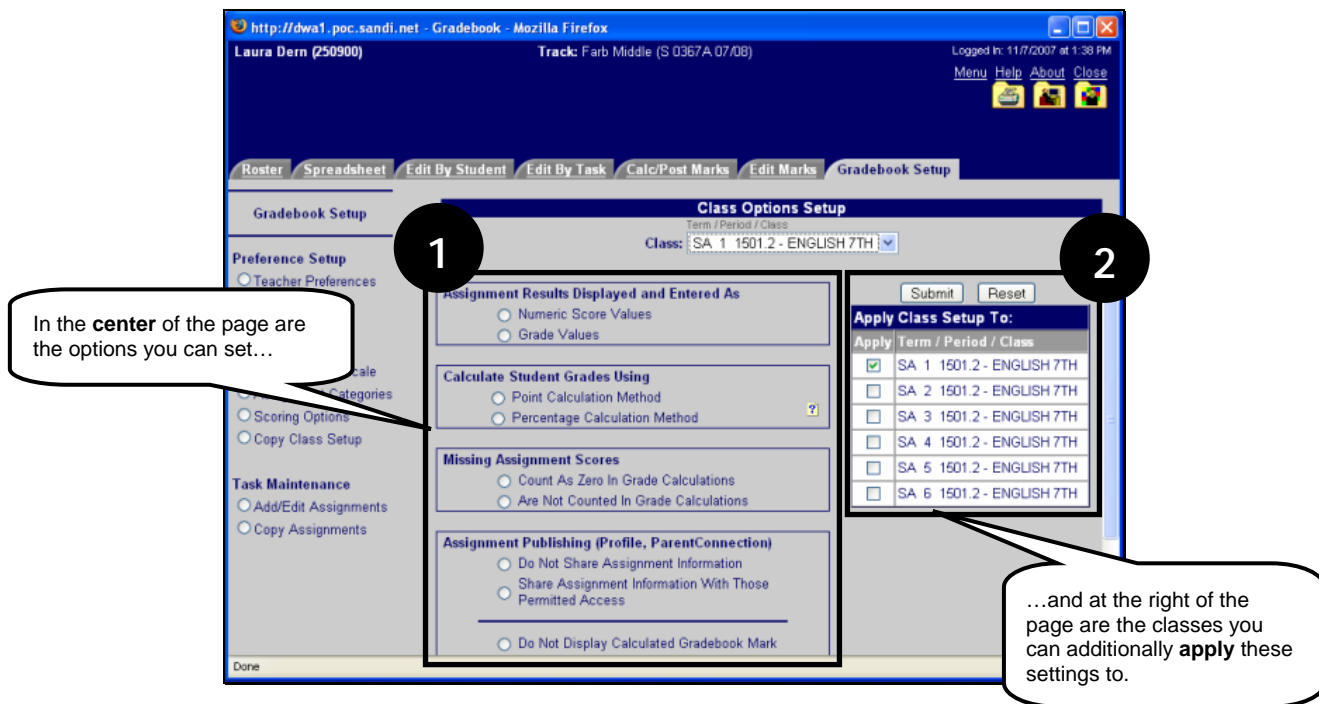 http://dwa1.poc.sandi.net - Gradebook - Mozilla Firefox
Laura Dern (250900) Track: Farb Middle (S 0367A 07/08) Logged In: 11/7/2007 at 1:38 PM
Menu Help About Close
Roster Spreadsheet Edit By Student Edit By Task Calc/Post Marks Edit Marks Gradebook Setup
Gradebook Setup
Preference Setup
Teacher Preferences
cale
Categories
Scoring Options
Copy Class Setup
Task Maintenance
Add/Edit Assignments
Copy Assignments
In the center of the page are
the options you can set…
Class Options Setup
Term / Period / Class
Class: SA 1 1501.2 - ENGLISH 7TH
1
Assignment Results Displayed and Entered As
Numeric Score Values
Grade Values
Calculate Student Grades Using
Point Calculation Method
Percentage Calculation Method
?
Missing Assignment Scores
Count As Zero In Grade Calculations
Are Not Counted In Grade Calculations
Assignment Publishing (Profile, ParentConnection)
Do Not Share Assignment Information
Share Assignment Information With Those
Permitted Access
Do Not Display Calculated Gradebook Mark
2
Submit Reset
Apply Class Setup To:
Apply Term / Period / Class
SA 1 1501.2 - ENGLISH 7TH
SA 2 1501.2 - ENGLISH 7TH
SA 3 1501.2 - ENGLISH 7TH
SA 4 1501.2 - ENGLISH 7TH
SA 5 1501.2 - ENGLISH 7TH
SA 6 1501.2 - ENGLISH 7TH
…and at the right of the
page are the classes you
can additionally apply these
settings to.
Done